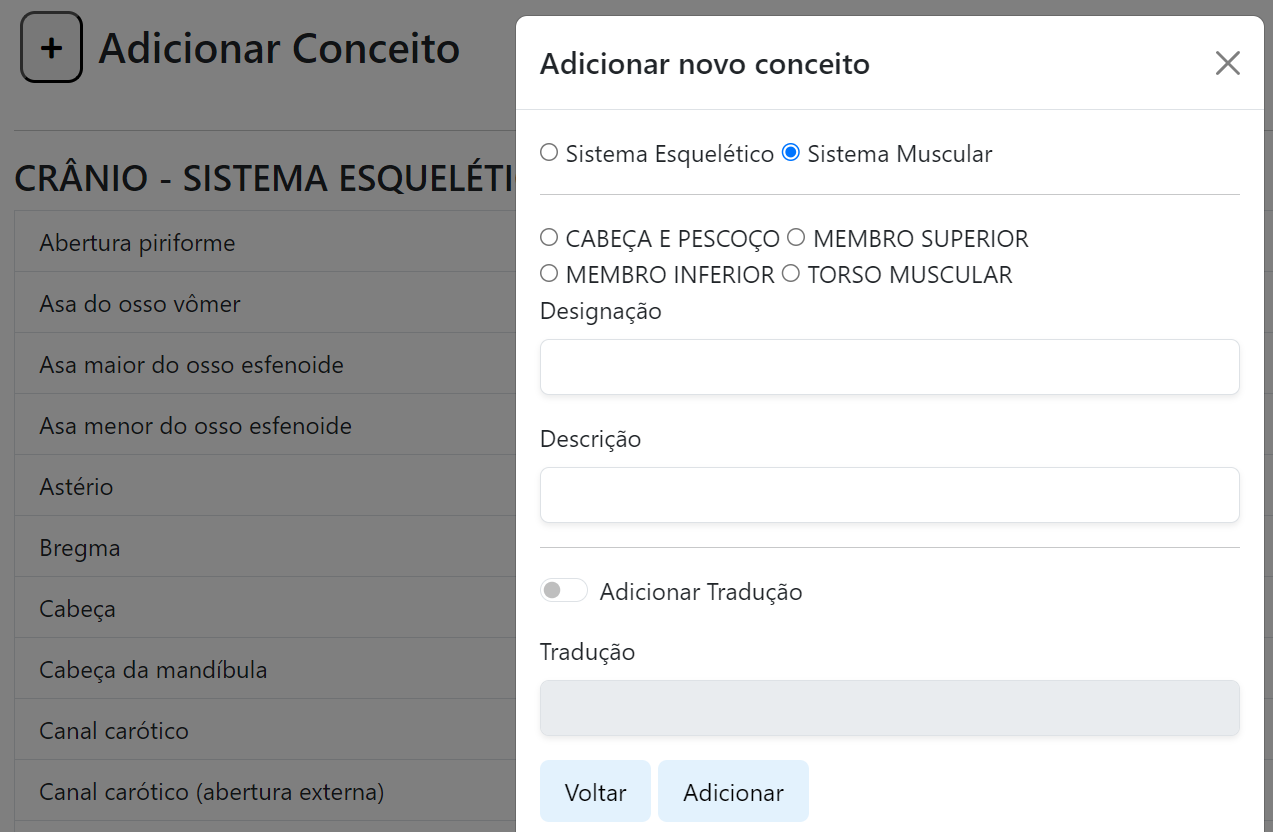 + Adicionar Conceito
CRÂNIO - SISTEMA ESQUELÉTI
Abertura piriforme
Asa do osso vômer
Asa maior do osso esfenoide
Asa menor do osso esfenoide
Astério
Bregma
Cabeça
Cabeça da mandíbula
Canal carótico
Canal carótico (abertura externa)
Adicionar novo conceito
Sistema Esquelético Sistema Muscular
CABEÇA E PESCOÇO MEMBRO SUPERIOR
MEMBRO INFERIOR TORSO MUSCULAR
Designação
Descrição
Adicionar Tradução
Tradução
Voltar Adicionar